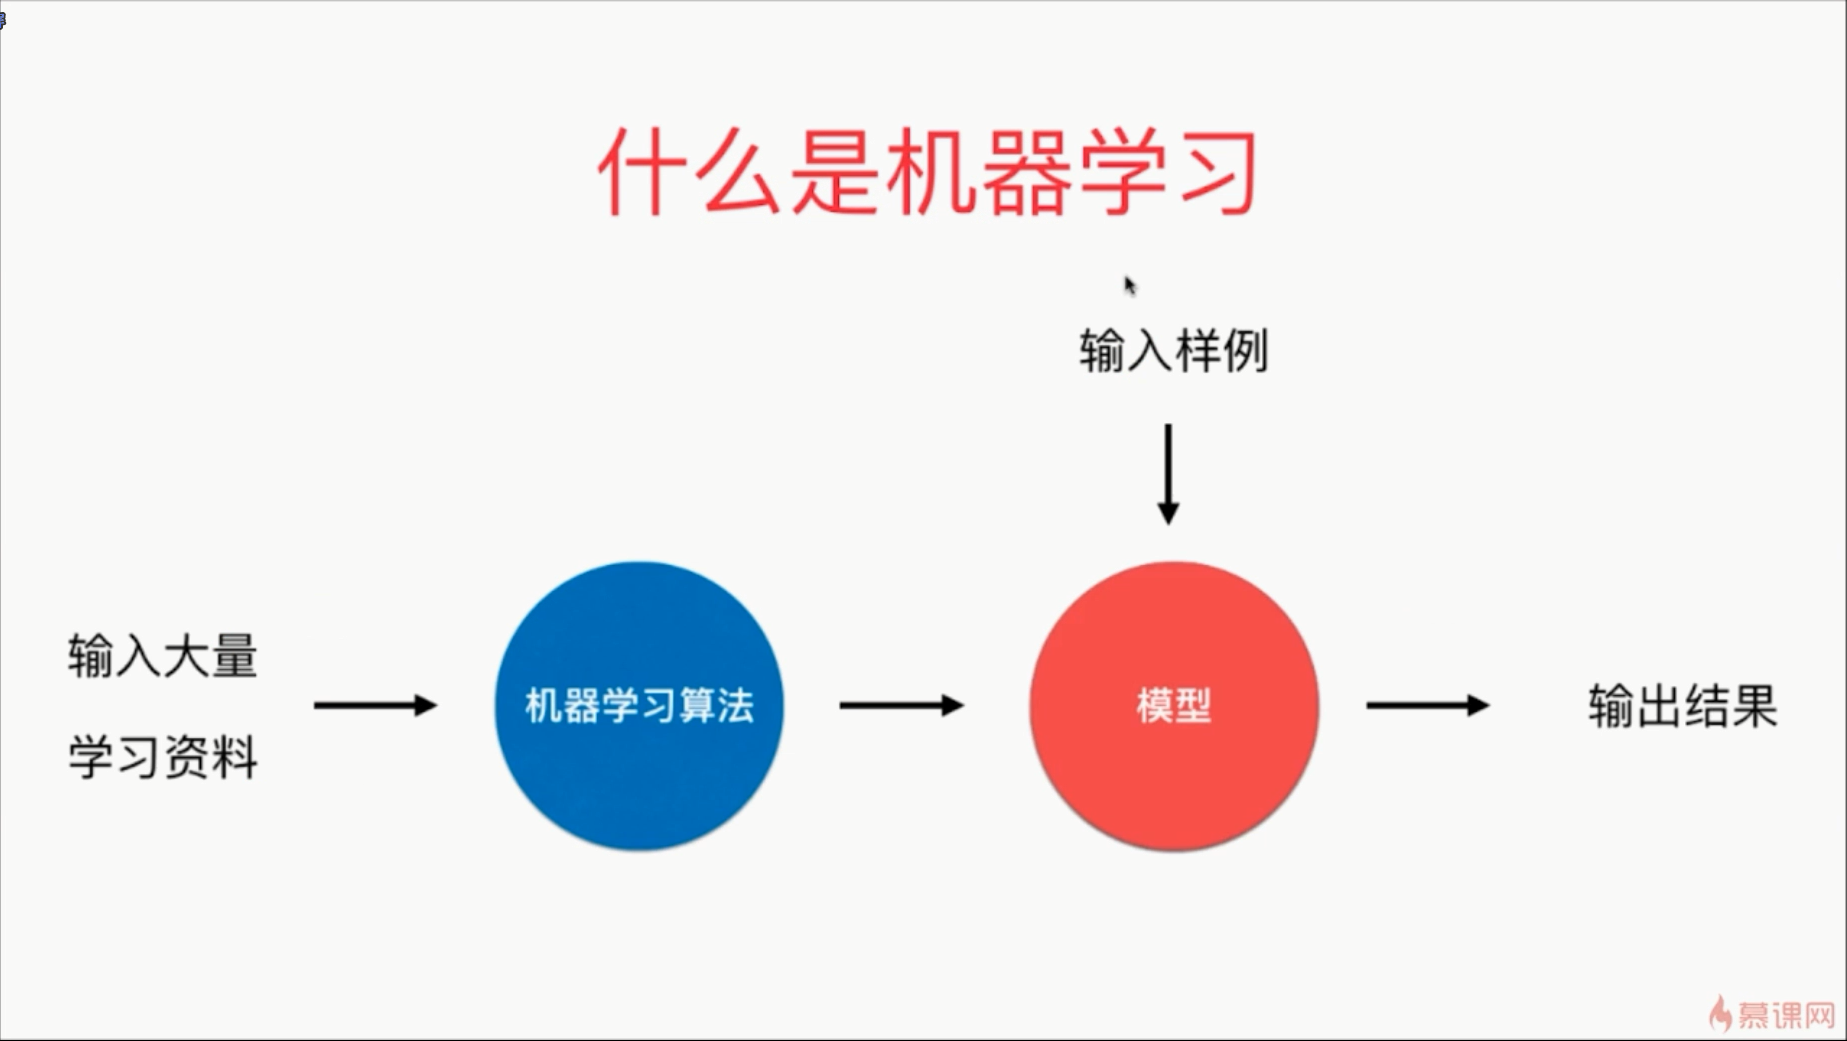 什么是机器学习
输入样例
输入大量
学习资料
机器学习算法
模型
输出结果
慕课网